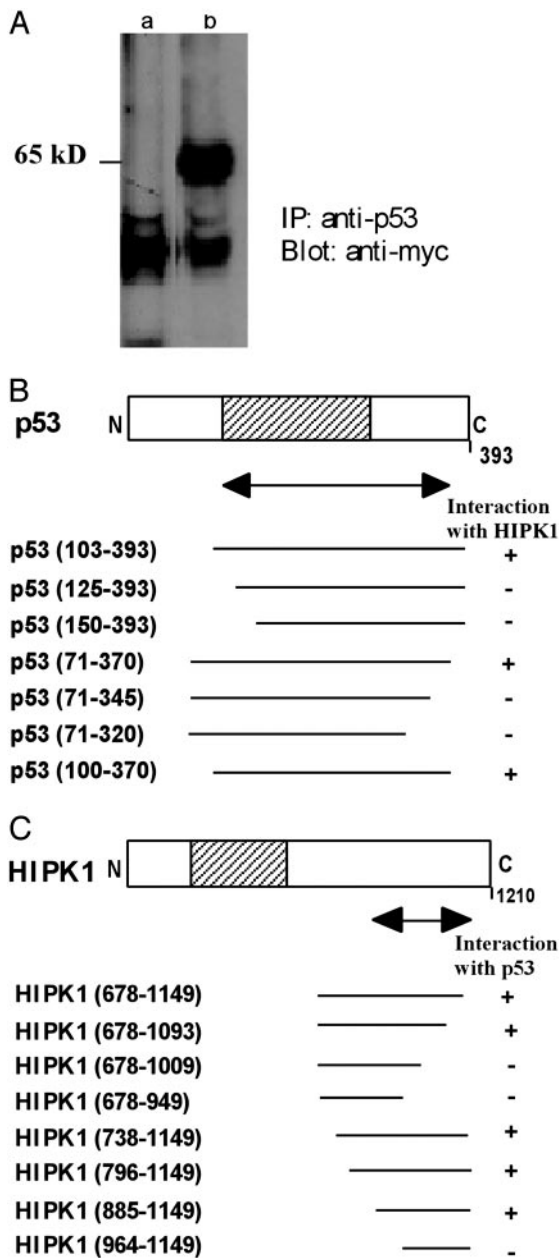 A
a b
65 kD
IP: anti-p53
Blot: anti-myc
B
p53 N C
393
Interaction
with HIPK1
p53 (103-393) +
p53 (125-393) -
p53 (150-393) -
p53 (71-370) +
p53 (71-345) -
p53 (71-320) -
p53 (100-370) +
C
HIPK1 N C
1210
Interaction
with p53
HIPK1 (678-1149) +
HIPK1 (678-1093) +
HIPK1 (678-1009) -
HIPK1 (678-949) -
HIPK1 (738-1149) +
HIPK1 (796-1149) +
HIPK1 (885-1149) +
HIPK1 (964-1149) -